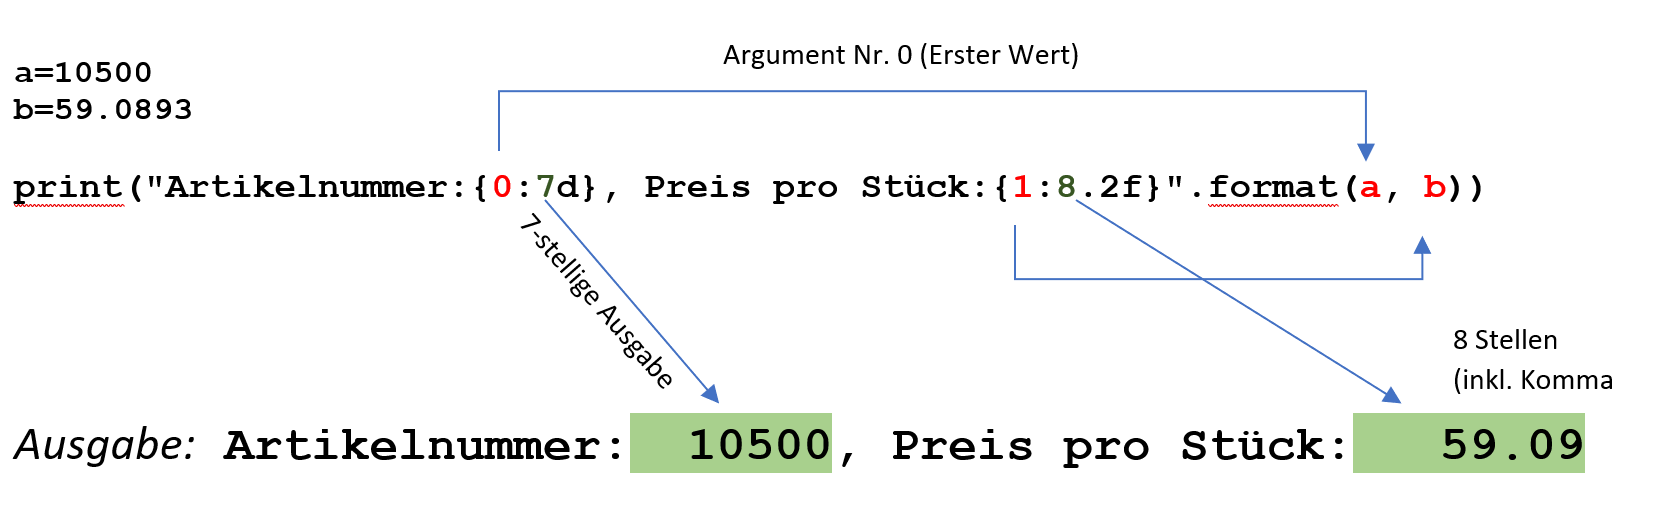 Argument Nr. 0 (Erster Wert)
a=10500
b=59.0893
print("Artikelnummer:{0:7d}, Preis pro Stück:{1:8.2f}".format(a, b))
7-stellige Ausgabe
8 Stellen
(inkl. Komma
Ausgabe: Artikelnummer:  10500, Preis pro Stück:   59.09